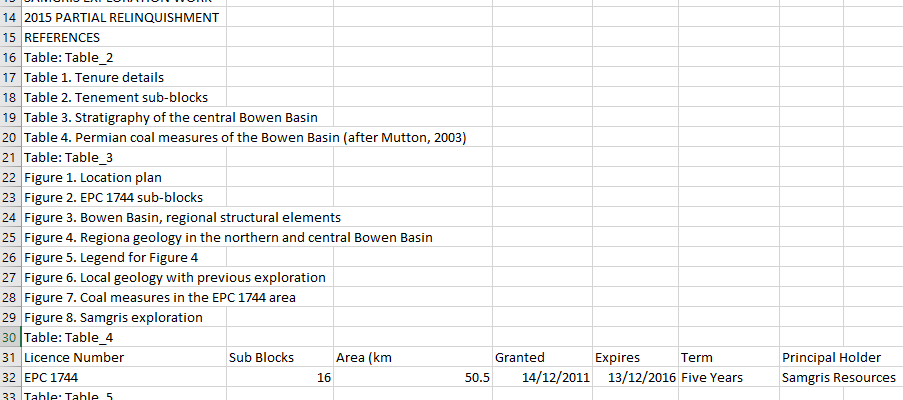 14 2015 PARTIAL RELINQUISHMENT
15 REFERENCES
16 Table: Table_2
17 Table 1. Tenure details
18 Table 2. Tenement sub-blocks
19 Table 3. Stratigraphy of the central Bowen Basin
20 Table 4. Permian coal measures of the Bowen Basin (after Mutton, 2003)
21 Table: Table_3
22 Figure 1. Location plan
23 Figure 2. EPC 1744 sub-blocks
24 Figure 3. Bowen Basin, regional structural elements
25 Figure 4. Regiona geology in the northern and central Bowen Basin
26 Figure 5. Legend for Figure 4
27 Figure 6. Local geology with previous exploration
28 Figure 7. Coal measures in the EPC 1744 area
29 Figure 8. Samgris exploration
30 Table: Table_4
31 Licence Number Sub Blocks Area (km Granted Expires Term Principal Holder
32 EPC 1744 16 50.5 14/12/2011 13/12/2016 Five Years Samgris Resources
33 Table: Table_5